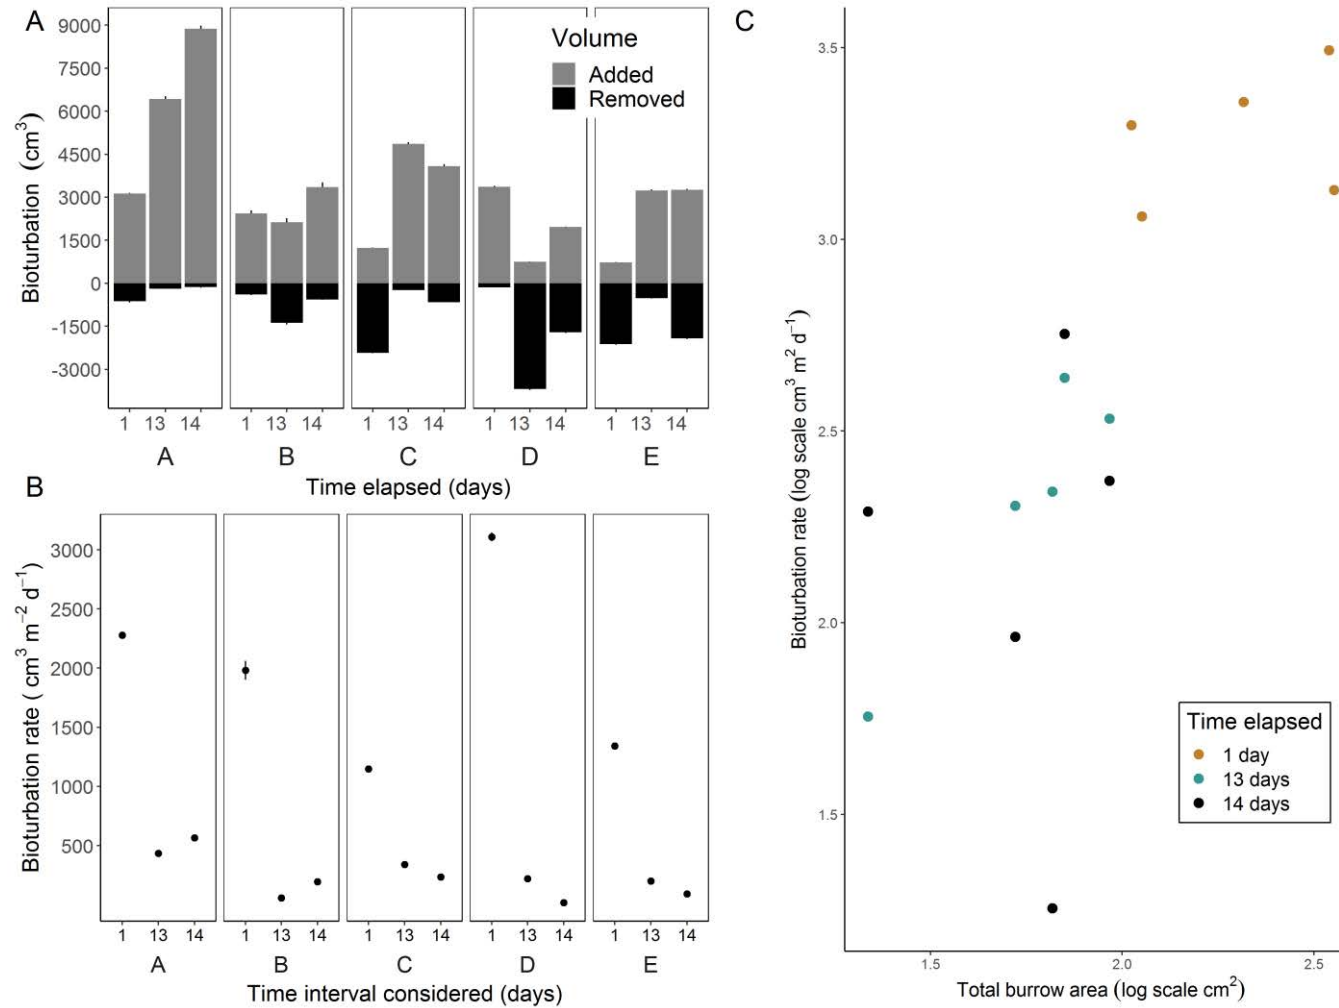 A
Bioturbation (cm³)
9000
7500
6000
4500
3000
1500
0
-1500
-3000
Volume
Added
Removed
1 13 14 1 13 14 1 13 14 1 13 14 1 13 14
A B C D E
Time elapsed (days)
B
Bioturbation rate ( cm³ m⁻² d⁻¹)
3000
2500
2000
1500
1000
500
1 13 14 1 13 14 1 13 14 1 13 14 1 13 14
A B C D E
Time interval considered (days)
C
Bioturbation rate (log scale cm³ m² d⁻¹)
3.5
3.0
2.5
2.0
1.5
Time elapsed
1 day
13 days
14 days
1.5 2.0 2.5
Total burrow area (log scale cm²)